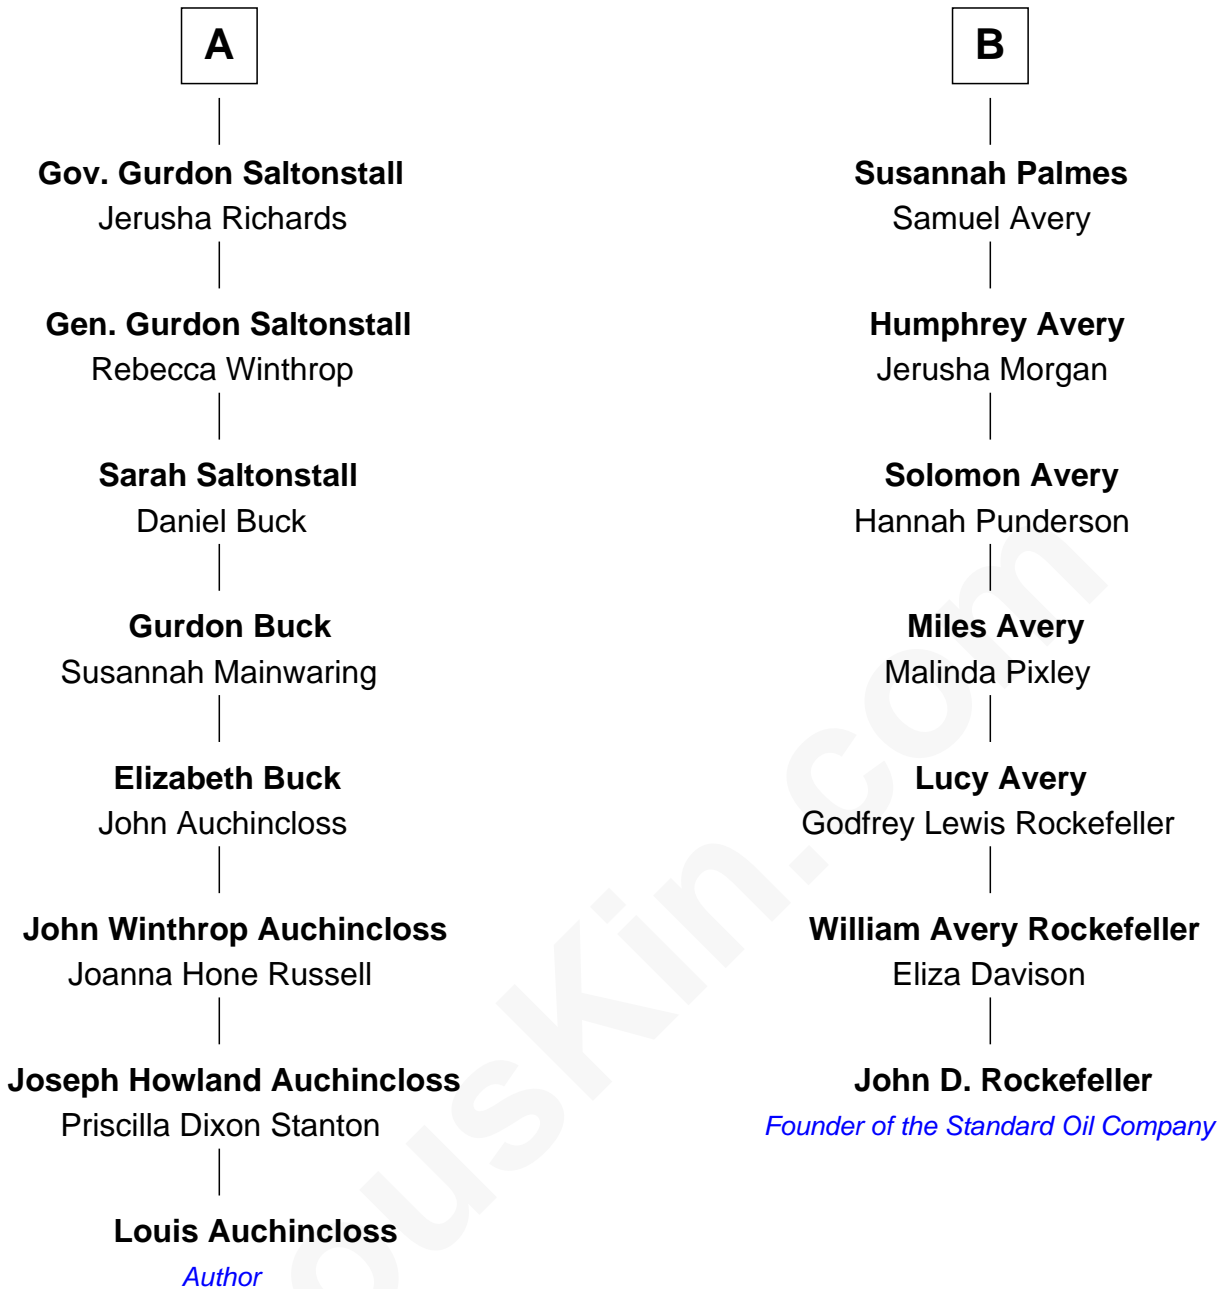 A
Gov. Gurdon Saltonstall
Jerusha Richards
Gen. Gurdon Saltonstall
Rebecca Winthrop
Sarah Saltonstall
Daniel Buck
Gurdon Buck
Susannah Mainwaring
Elizabeth Buck
John Auchincloss
John Winthrop Auchincloss
Joanna Hone Russell
Joseph Howland Auchincloss
Priscilla Dixon Stanton
Louis Auchincloss
Author
B
Susannah Palmes
Samuel Avery
Humphrey Avery
Jerusha Morgan
Solomon Avery
Hannah Punderson
Miles Avery
Malinda Pixley
Lucy Avery
Godfrey Lewis Rockefeller
William Avery Rockefeller
Eliza Davison
John D. Rockefeller
Founder of the Standard Oil Company
ousKin.com